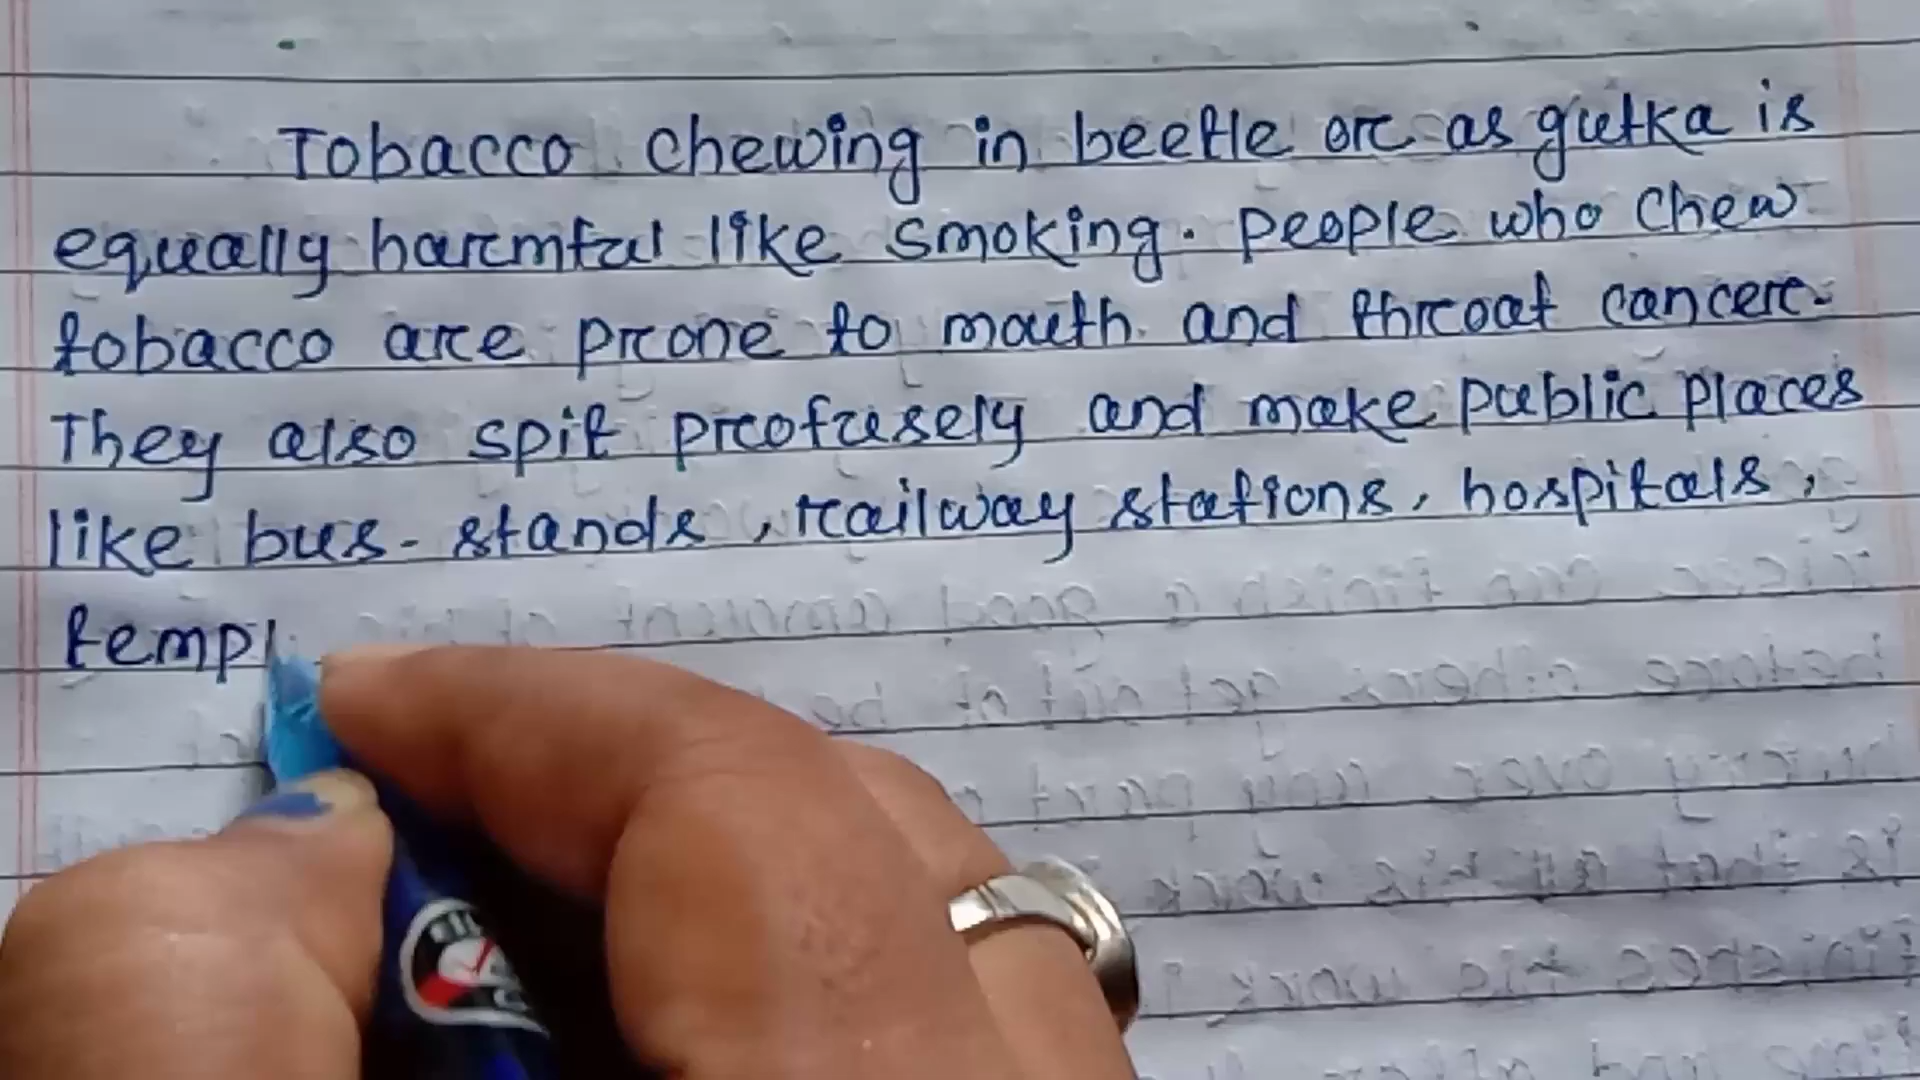 Tobacco chewing in beetle or as gutka is
equally harmful like smoking. People who chew
tobacco are prone to mouth and throat cancer.
They also spit profusely and make public places
like bus-stands, railway stations, hospitals,
templ